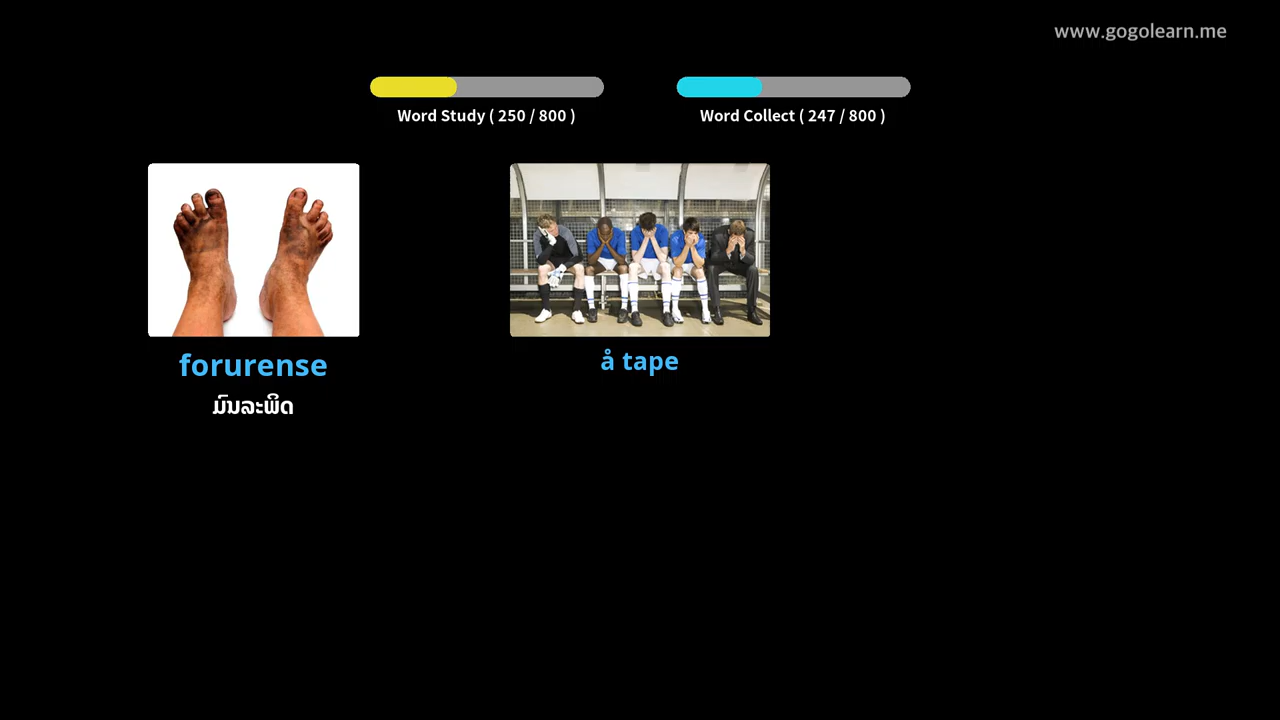 www.gogolearn.me
Word Study ( 250 / 800 )
Word Collect ( 247 / 800 )
forurense
ມົນລະພິດ
å tape